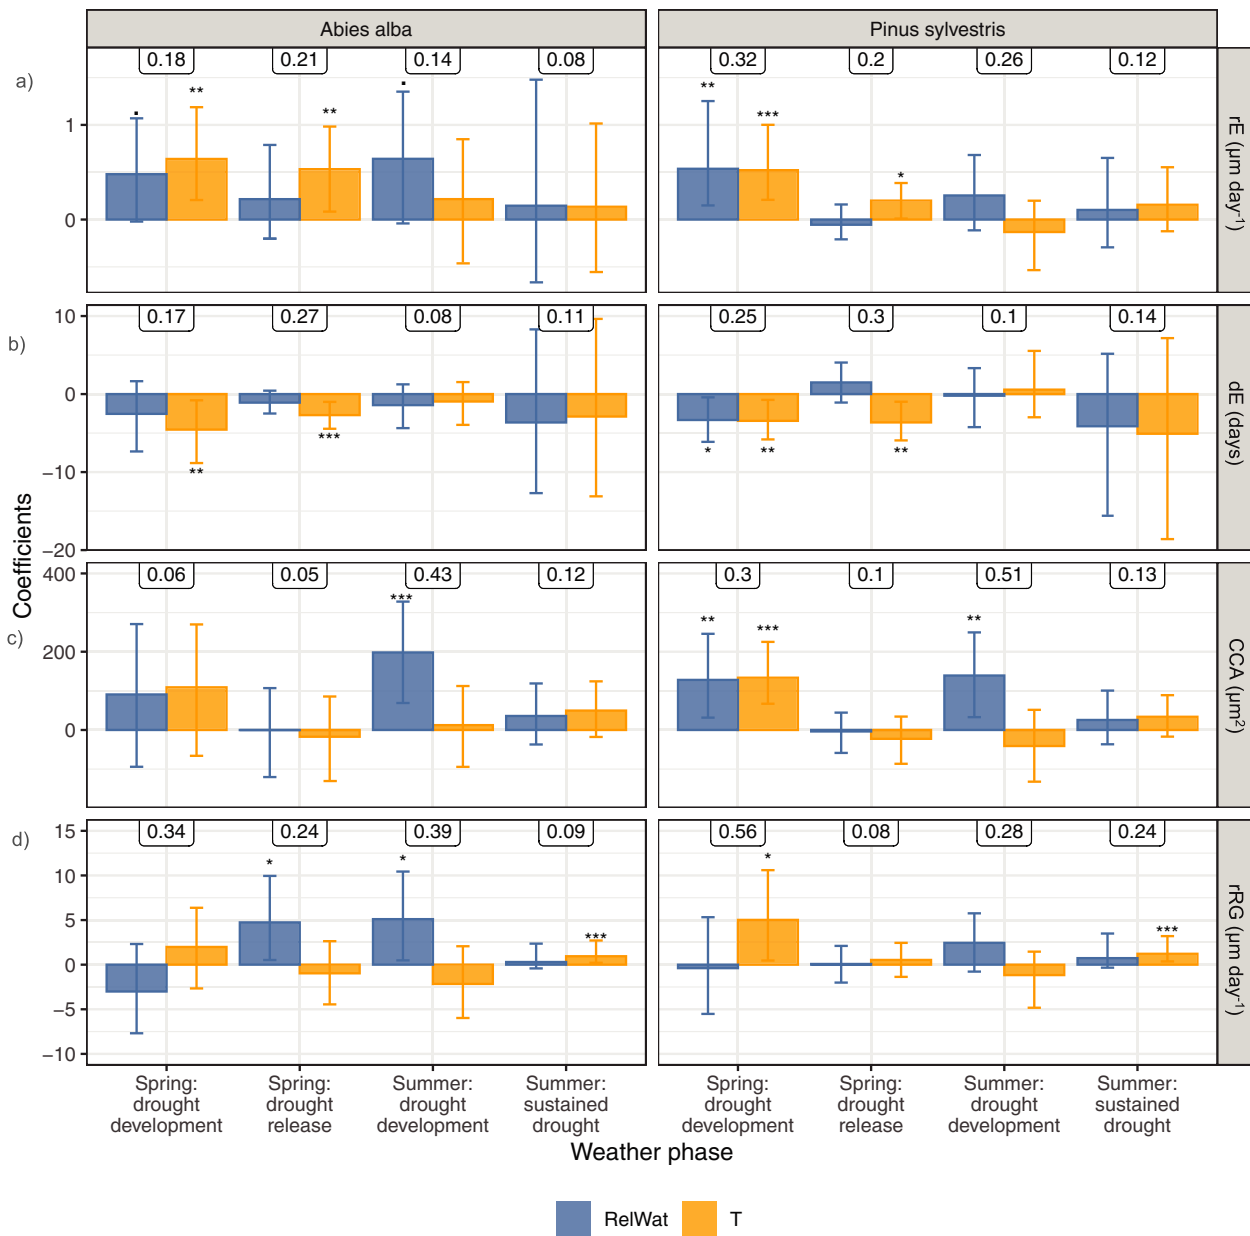 Abies alba
Pinus sylvestris
a)
0.18
0.21
0.14
0.08
0.32
0.2
0.26
0.12
1
0
.
**
**
.
**
***
*
rE (µm day⁻¹)
b)
0.17
0.27
0.08
0.11
0.25
0.3
0.1
0.14
10
0
−10
−20
**
***
*
**
**
dE (days)
Coefficients
c)
0.06
0.05
0.43
0.12
0.3
0.1
0.51
0.13
400
200
0
***
**
***
**
CCA (µm²)
d)
0.34
0.24
0.39
0.09
0.56
0.08
0.28
0.24
15
10
5
0
−5
−10
*
*
***
*
***
rRG (µm day⁻¹)
Spring:
drought
development
Spring:
drought
release
Summer:
drought
development
Summer:
sustained
drought
Spring:
drought
development
Spring:
drought
release
Summer:
drought
development
Summer:
sustained
drought
Weather phase
RelWat
T